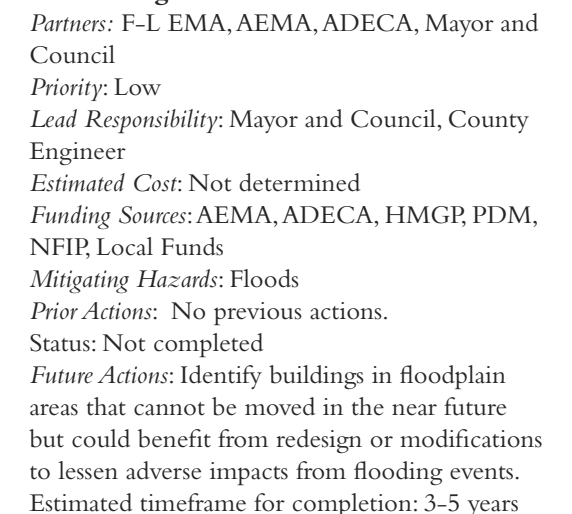 Partners: F-L EMA, AEMA, ADECA, Mayor and
Council
Priority: Low
Lead Responsibility: Mayor and Council, County
Engineer
Estimated Cost: Not determined
Funding Sources: AEMA, ADECA, HMGP, PDM,
NFIP, Local Funds
Mitigating Hazards: Floods
Prior Actions:  No previous actions.
Status: Not completed
Future Actions: Identify buildings in floodplain
areas that cannot be moved in the near future
but could benefit from redesign or modifications
to lessen adverse impacts from flooding events.
Estimated timeframe for completion: 3-5 years